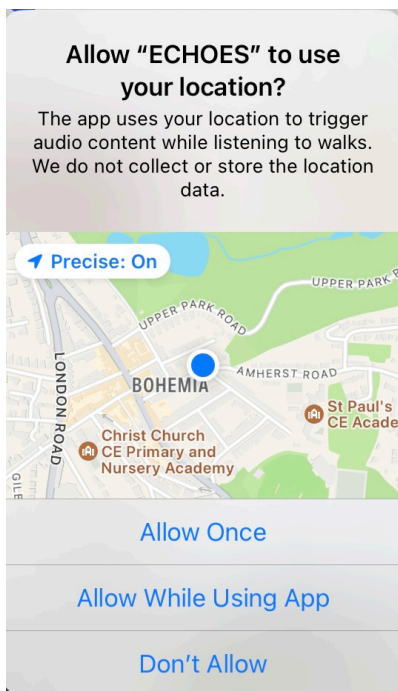 Allow “ECHOES” to use
your location?
The app uses your location to trigger
audio content while listening to walks.
We do not collect or store the location
data.
Precise: On
UPPER PARK
UPPER PARK ROAD
BOHEMIA
AMHERST ROAD
LONDON ROAD
St Paul's
CE Acade
Christ Church
CE Primary and
Nursery Academy
GILE
Allow Once
Allow While Using App
Don’t Allow